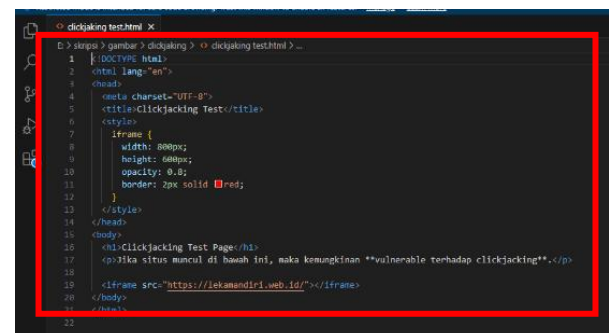 clickjaking test.html
E: > skripsi > gambar > clickjaking > clickjaking test.html > ...
1 <!DOCTYPE html>
2 <html lang="en">
3 <head>
4 <meta charset="UTF-8">
5 <title>Clickjacking Test</title>
6 <style>
7 iframe {
8 width: 800px;
9 height: 600px;
10 opacity: 0.8;
11 border: 2px solid red;
12 }
13 </style>
14 </head>
15 <body>
16 <h1>Clickjacking Test Page</h1>
17 <p>Jika situs muncul di bawah ini, maka kemungkinan **vulnerable terhadap clickjacking**.</p>
18
19 <iframe src="https://lekamandiri.web.id/"></iframe>
20 </body>
21 </html>
22